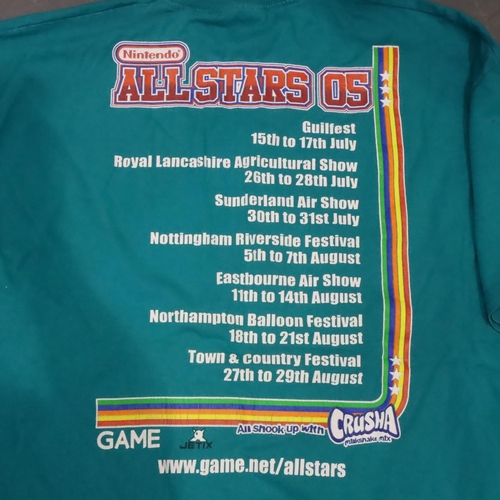 Nintendo
ALL STARS 05
Guilfest
15th to 17th July
Royal Lancashire Agricultural Show
26th to 28th July
Sunderland Air Show
30th to 31st July
Nottingham Riverside Festival
5th to 7th August
Eastbourne Air Show
11th to 14th August
Northampton Balloon Festival
18th to 21st August
Town & country Festival
27th to 29th August
GAME
JETIX
All shook up with
CRUSHA
milkshake mix
www.game.net/allstars